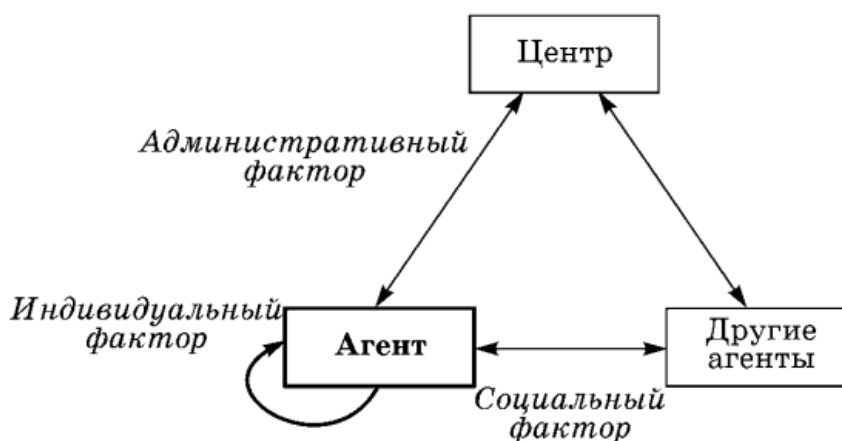 Центр
Административный
фактор
Индивидуальный
фактор
Агент
Другие
агенты
Социальный
фактор